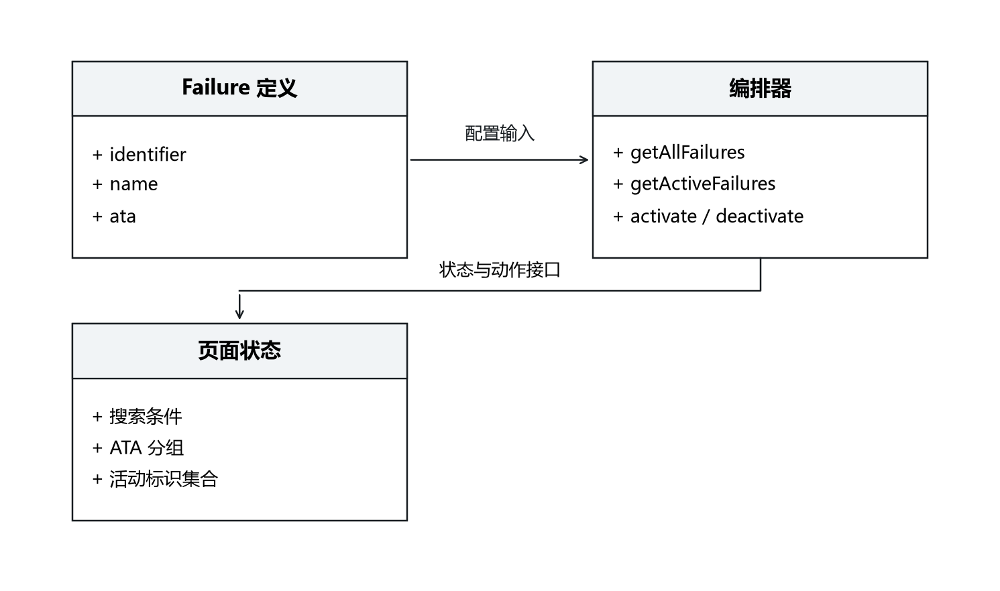 Failure 定义
+ identifier
+ name
+ ata
配置输入
编排器
+ getAllFailures
+ getActiveFailures
+ activate / deactivate
状态与动作接口
页面状态
+ 搜索条件
+ ATA 分组
+ 活动标识集合